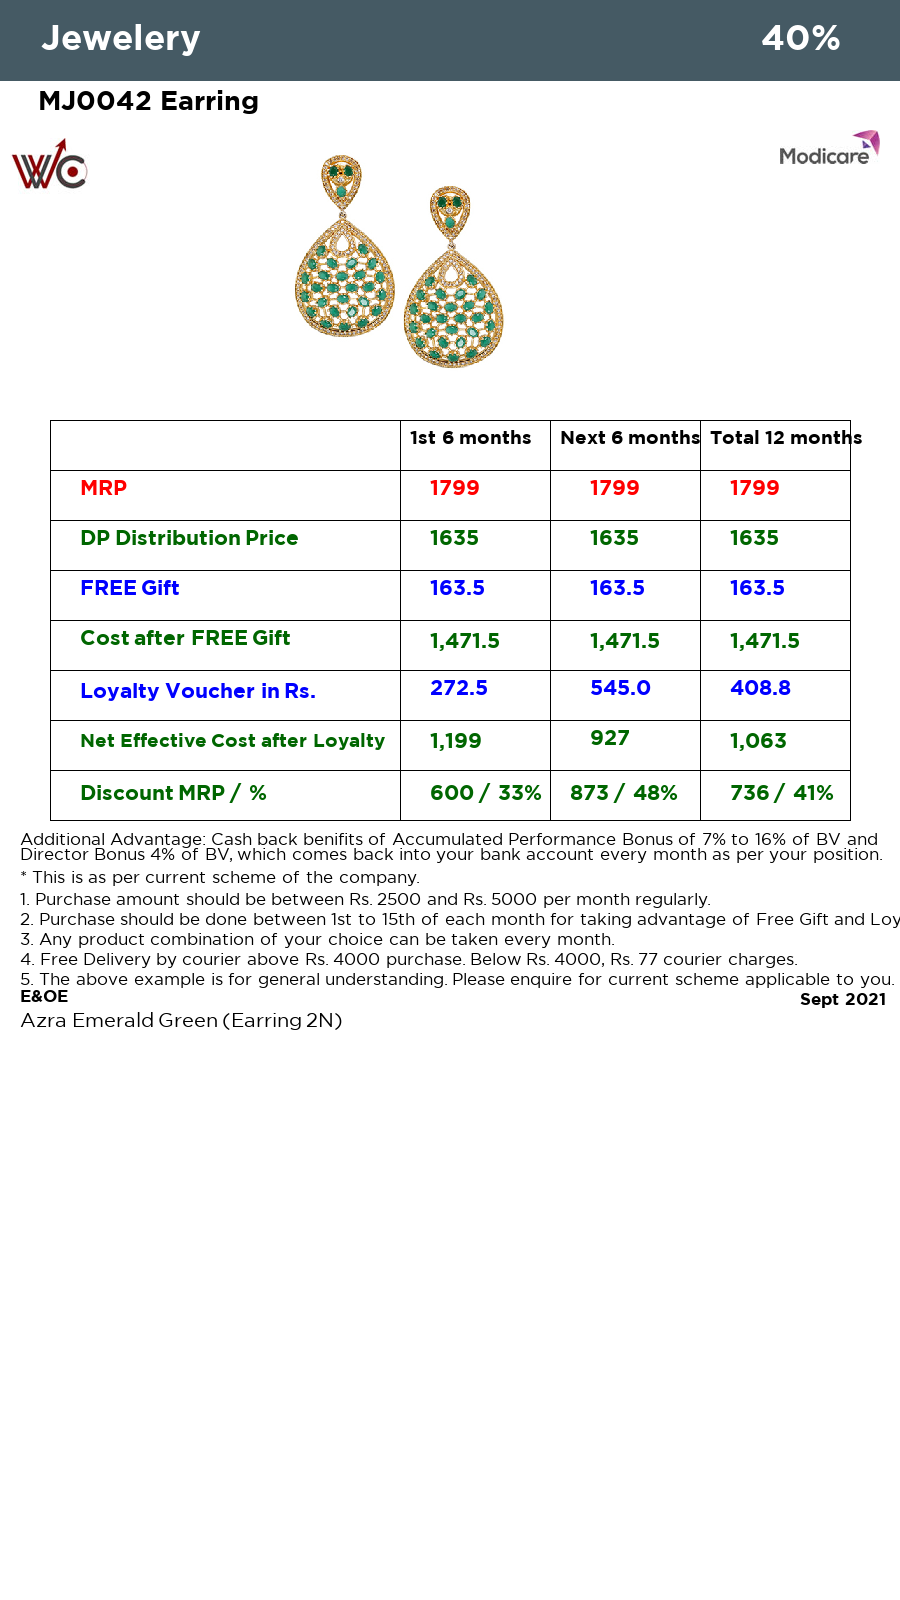 Jewelery 40%
MJ0042 Earring
WC
Modicare
1st 6 months Next 6 months Total 12 months
MRP 1799 1799 1799
DP Distribution Price 1635 1635 1635
FREE Gift 163.5 163.5 163.5
Cost after FREE Gift 1,471.5 1,471.5 1,471.5
Loyalty Voucher in Rs. 272.5 545.0 408.8
Net Effective Cost after Loyalty 1,199 927 1,063
Discount MRP / % 600 / 33% 873 / 48% 736 / 41%
Additional Advantage: Cash back benifits of Accumulated Performance Bonus of 7% to 16% of BV and
Director Bonus 4% of BV, which comes back into your bank account every month as per your position.
* This is as per current scheme of the company.
1. Purchase amount should be between Rs. 2500 and Rs. 5000 per month regularly.
2. Purchase should be done between 1st to 15th of each month for taking advantage of Free Gift and Loy
3. Any product combination of your choice can be taken every month.
4. Free Delivery by courier above Rs. 4000 purchase. Below Rs. 4000, Rs. 77 courier charges.
5. The above example is for general understanding. Please enquire for current scheme applicable to you.
E&OE
Sept 2021
Azra Emerald Green (Earring 2N)